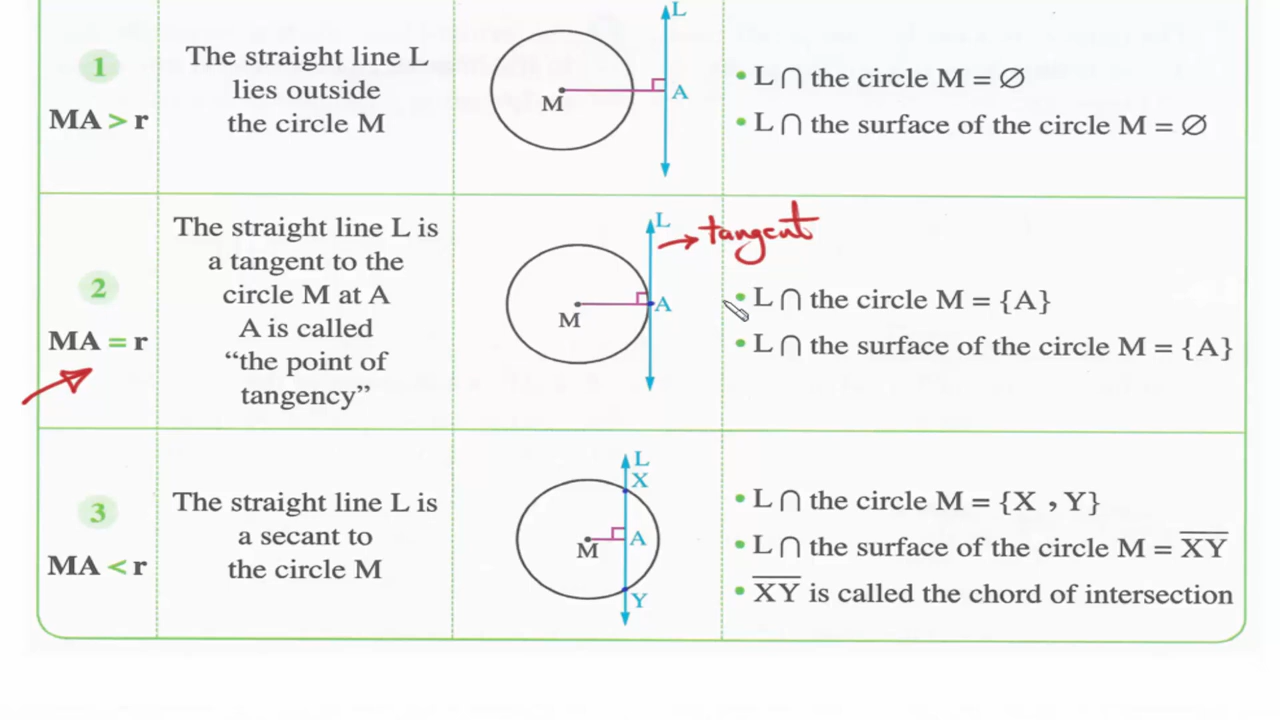 1
MA > r
The straight line L
lies outside
the circle M
L
M
A
• L ∩ the circle M = ∅
• L ∩ the surface of the circle M = ∅
2
MA = r
The straight line L is
a tangent to the
circle M at A
A is called
“the point of
tangency”
L
M
A
tangent
• L ∩ the circle M = {A}
• L ∩ the surface of the circle M = {A}
3
MA < r
The straight line L is
a secant to
the circle M
L
X
M
A
Y
• L ∩ the circle M = {X , Y}
• L ∩ the surface of the circle M = X̅Y̅
• X̅Y̅ is called the chord of intersection